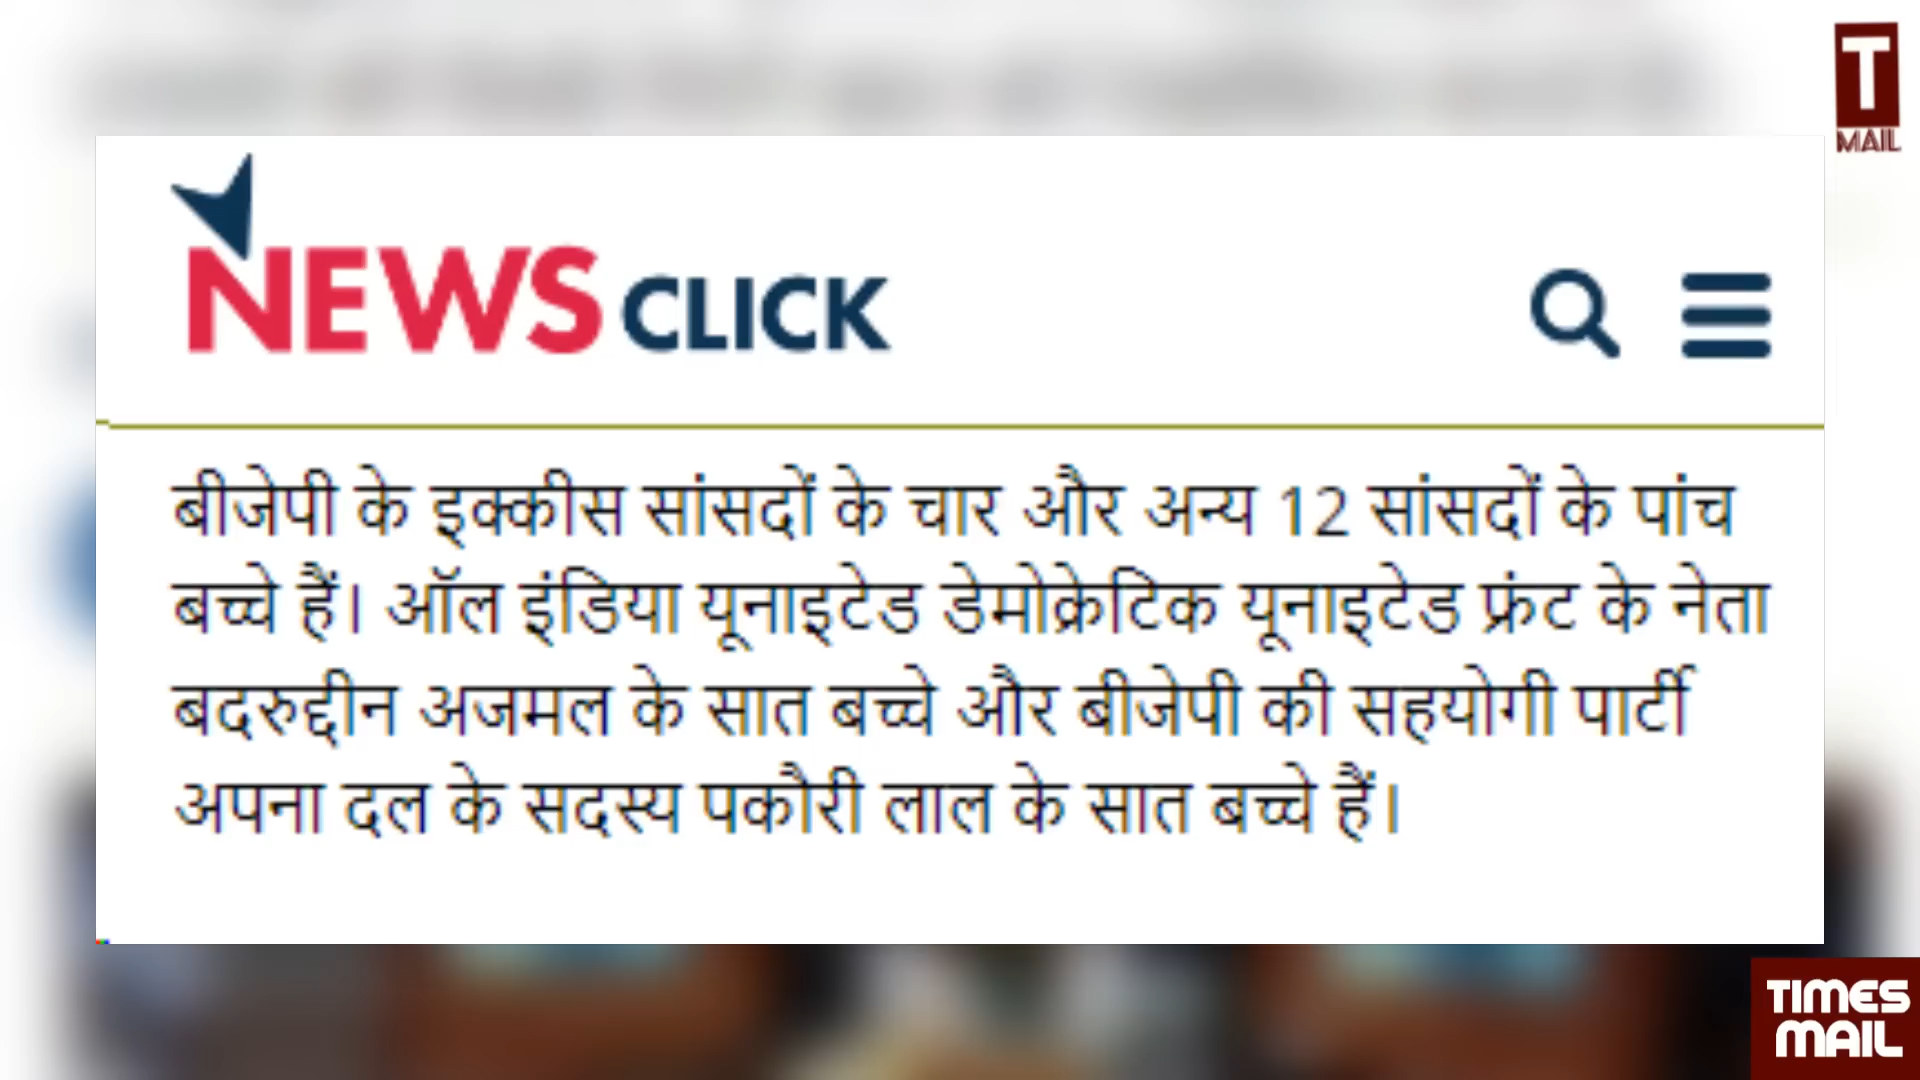 T
MAIL
NEWS CLICK
बीजेपी के इक्कीस सांसदों के चार और अन्य 12 सांसदों के पांच
बच्चे हैं। ऑल इंडिया यूनाइटेड डेमोक्रेटिक यूनाइटेड फ्रंट के नेता
बदरुद्दीन अजमल के सात बच्चे और बीजेपी की सहयोगी पार्टी
अपना दल के सदस्य पकौरी लाल के सात बच्चे हैं।
TIMES
MAIL